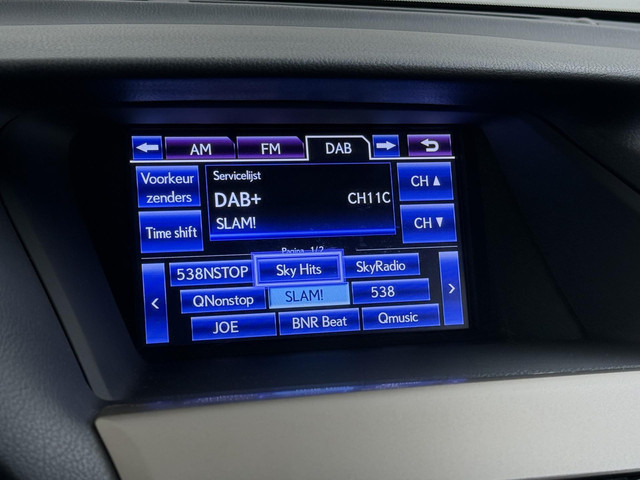 AM FM DAB
Voorkeur
zenders
Servicelijst
DAB+ CH11C
SLAM!
CH ▲
Time shift
CH ▼
Pagina 1/2
538NSTOP Sky Hits SkyRadio
QNonstop SLAM! 538
JOE BNR Beat Qmusic